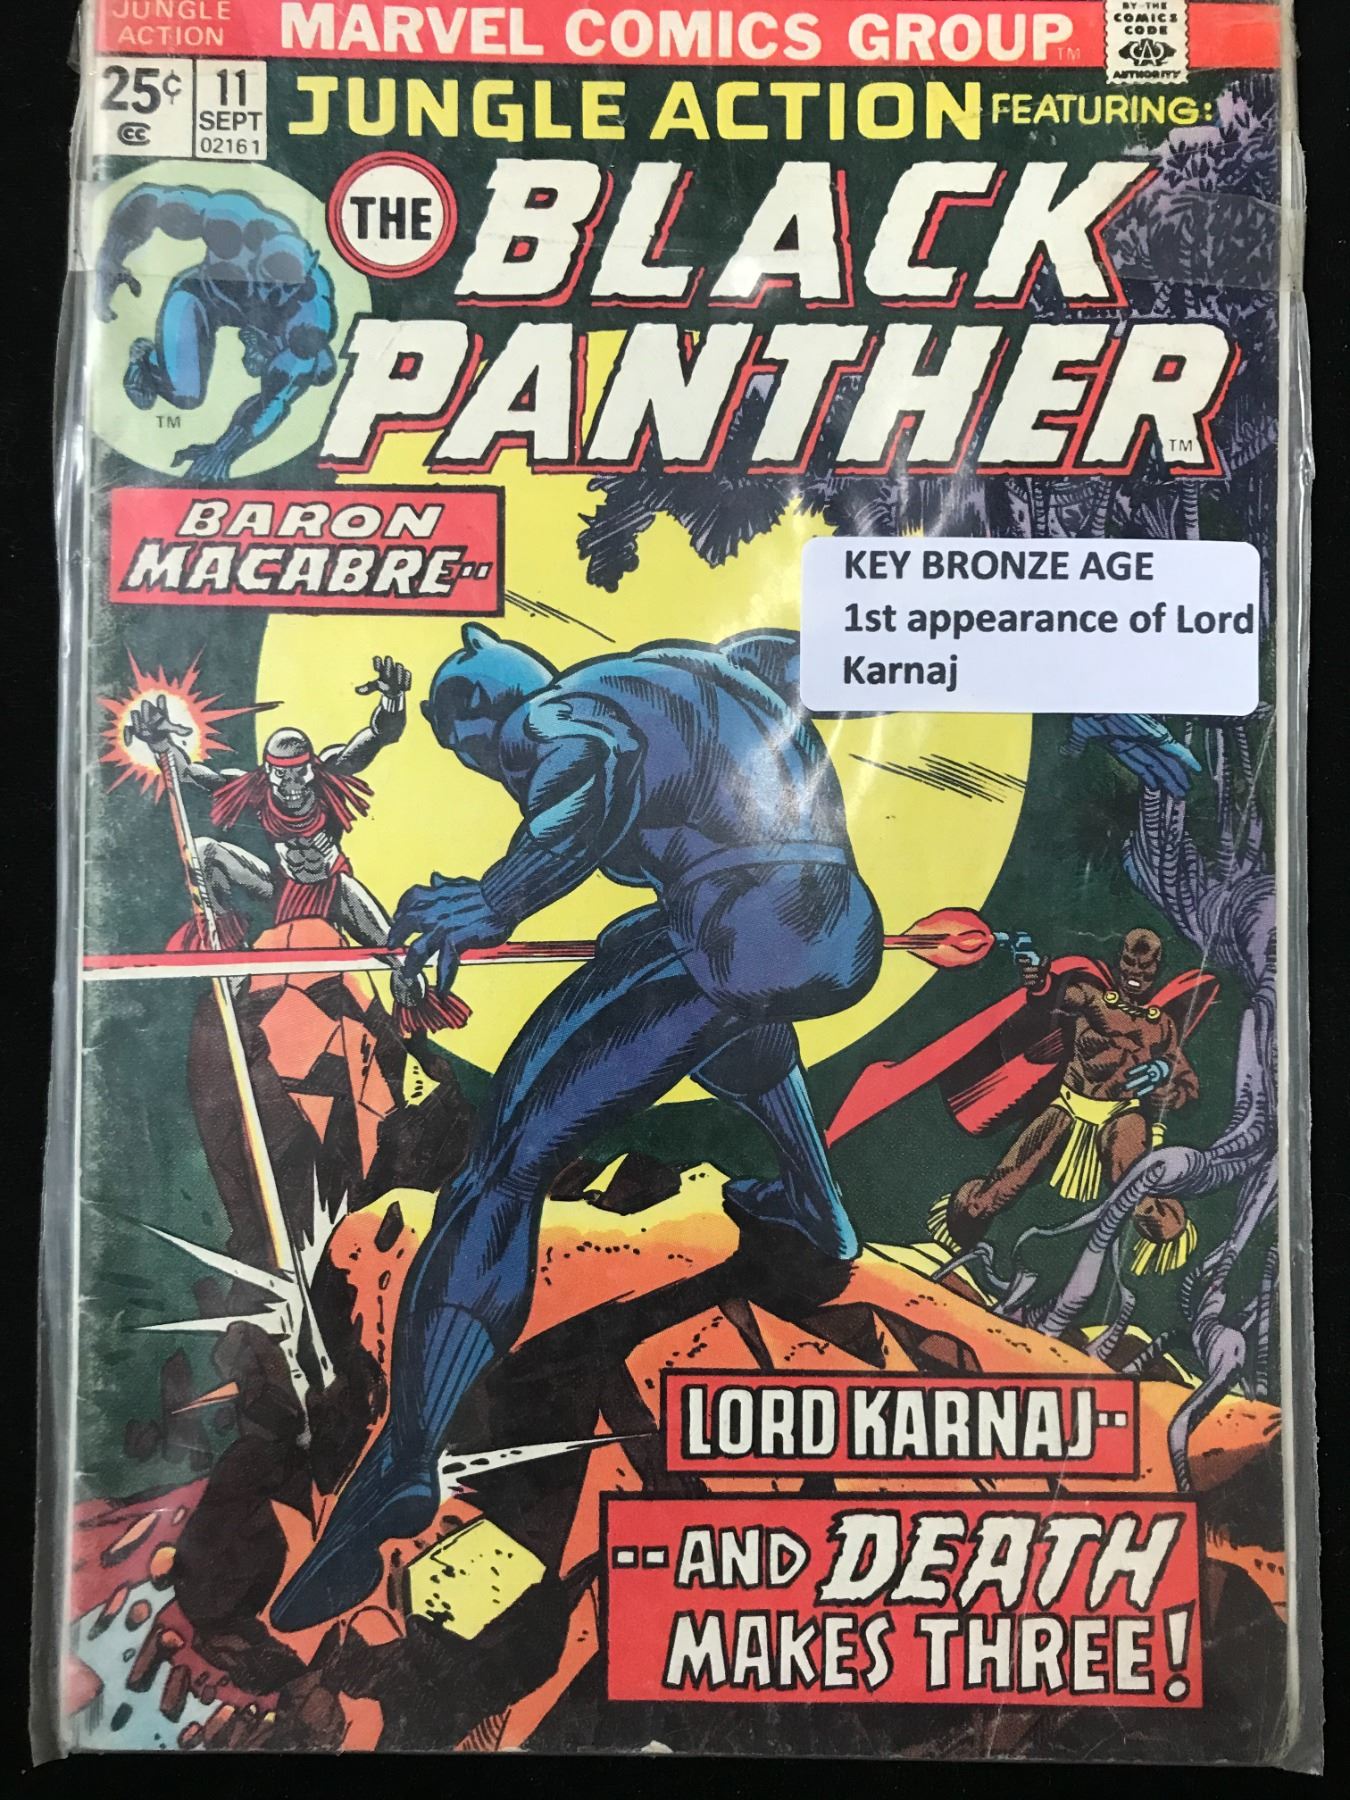 JUNGLE
ACTION
MARVEL COMICS GROUP TM
BY THE
COMICS
CODE
CA
AUTHORITY
25¢
CC
11
SEPT
02161
JUNGLE ACTION FEATURING:
THE BLACK
PANTHER TM
TM
BARON
MACABRE--
KEY BRONZE AGE
1st appearance of Lord
Karnaj
LORD KARNAJ--
--AND DEATH
MAKES THREE!